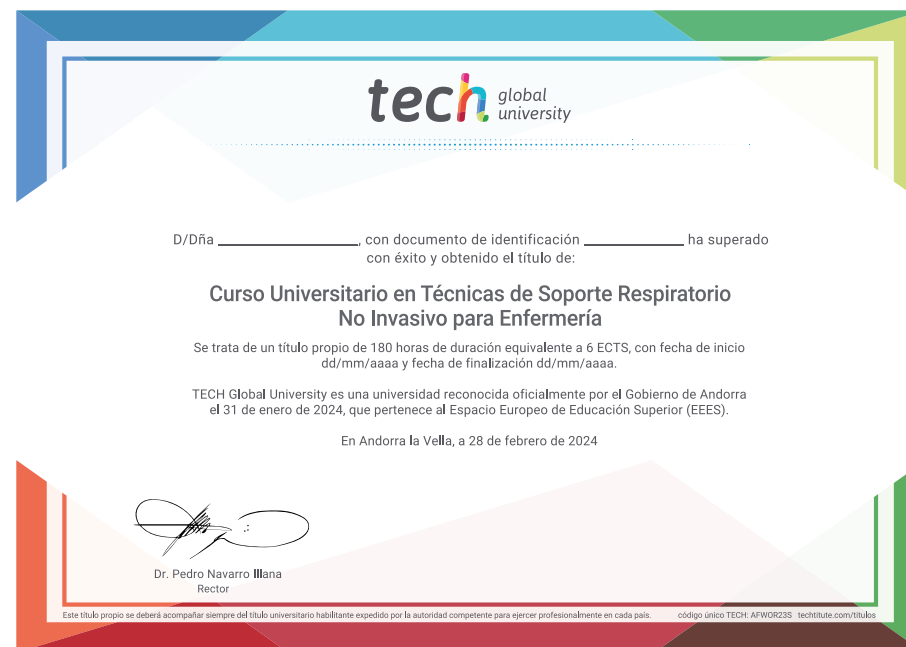 tech global university
D/Dña ____________________, con documento de identificación ______________ ha superado
con éxito y obtenido el título de:
Curso Universitario en Técnicas de Soporte Respiratorio
No Invasivo para Enfermería
Se trata de un título propio de 180 horas de duración equivalente a 6 ECTS, con fecha de inicio
dd/mm/aaaa y fecha de finalización dd/mm/aaaa.
TECH Global University es una universidad reconocida oficialmente por el Gobierno de Andorra
el 31 de enero de 2024, que pertenece al Espacio Europeo de Educación Superior (EEES).
En Andorra la Vella, a 28 de febrero de 2024
Dr. Pedro Navarro Illana
Rector
Este título propio se deberá acompañar siempre del título universitario habilitante expedido por la autoridad competente para ejercer profesionalmente en cada país. código único TECH: AFWOR23S techtitute.com/titulos